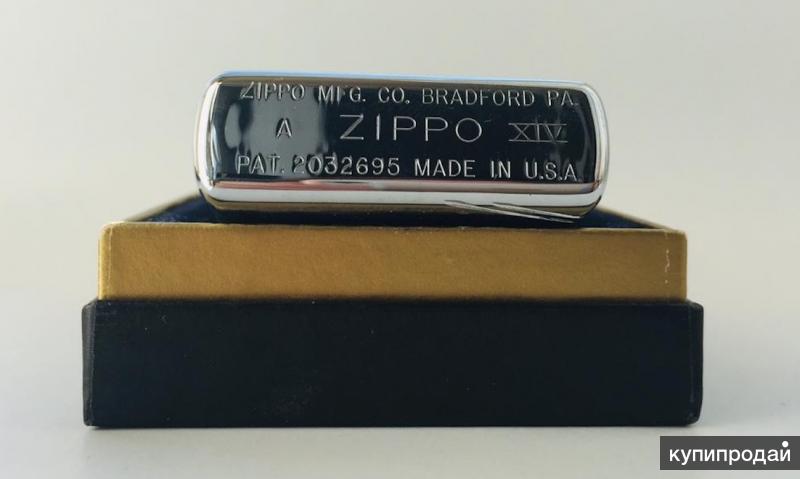 ZIPPO MFG. CO. BRADFORD PA.
A ZIPPO XIV
PAT. 2032695 MADE IN U.S.A.
купипродай